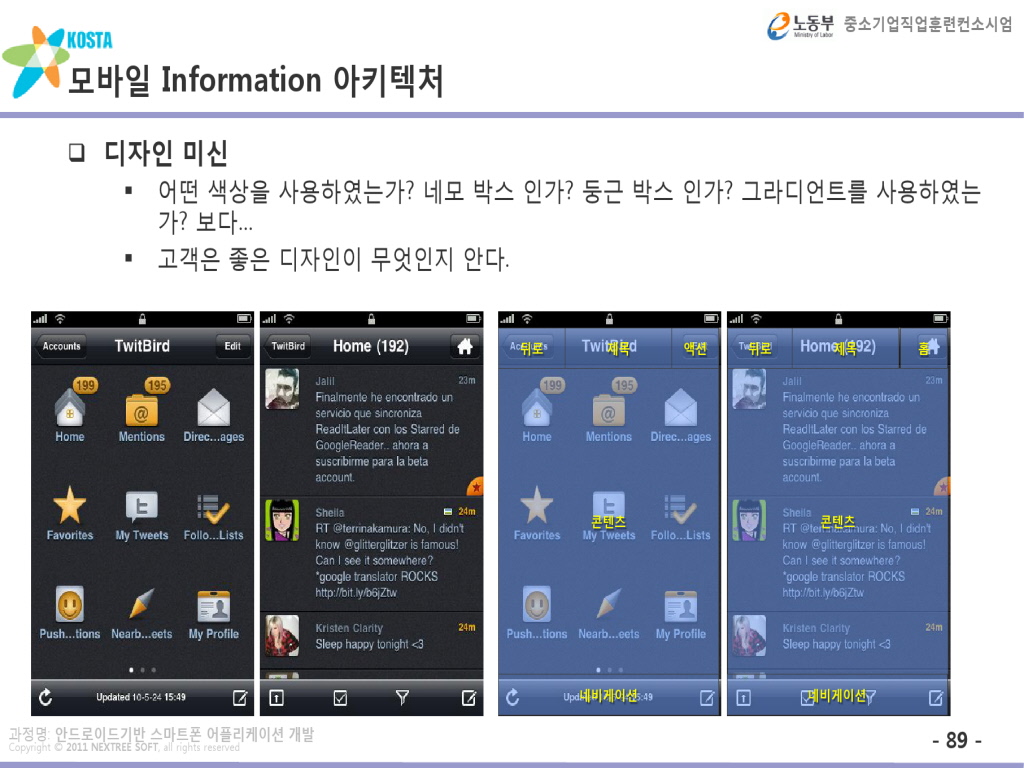 KOSTA
노동부
Ministry of Labor
중소기업직업훈련컨소시엄
모바일 Information 아키텍처
❑ 디자인 미신
▪ 어떤 색상을 사용하였는가? 네모 박스 인가? 둥근 박스 인가? 그라디언트를 사용하였는
가? 보다...
▪ 고객은 좋은 디자인이 무엇인지 안다.
Accounts TwitBird Edit
199 195
Home Mentions Direc...ages
Favorites My Tweets Follo...Lists
Push...tions Nearb...eets My Profile
Updated 10-5-24 15:49
TwitBird Home (192)
Jalil 23m
Finalmente he encontrado un
servicio que sincroniza
ReadItLater con los Starred de
GoogleReader.. ahora a
suscribirme para la beta
account.
Sheila 24m
RT @terrinakamura: No, I didn't
know @glitterglitzer is famous!
Can I see it somewhere?
*google translator ROCKS
http://bit.ly/b6jZtw
Kristen Clarity 24m
Sleep happy tonight <3
뒤로 제목 액션
199 195
Home Mentions Direc...ages
콘텐츠
Favorites My Tweets Follo...Lists
Push...tions Nearb...eets My Profile
네비게이션
뒤로 제목 홈
Jalil 23m
Finalmente he encontrado un
servicio que sincroniza
ReadItLater con los Starred de
GoogleReader.. ahora a
suscribirme para la beta
account.
Sheila 24m
콘텐츠
RT @terrinakamura: No, I didn't
know @glitterglitzer is famous!
Can I see it somewhere?
*google translator ROCKS
http://bit.ly/b6jZtw
Kristen Clarity 24m
Sleep happy tonight <3
네비게이션
과정명: 안드로이드기반 스마트폰 어플리케이션 개발
Copyright © 2011 NEXTREE SOFT, all rights reserved
- 89 -